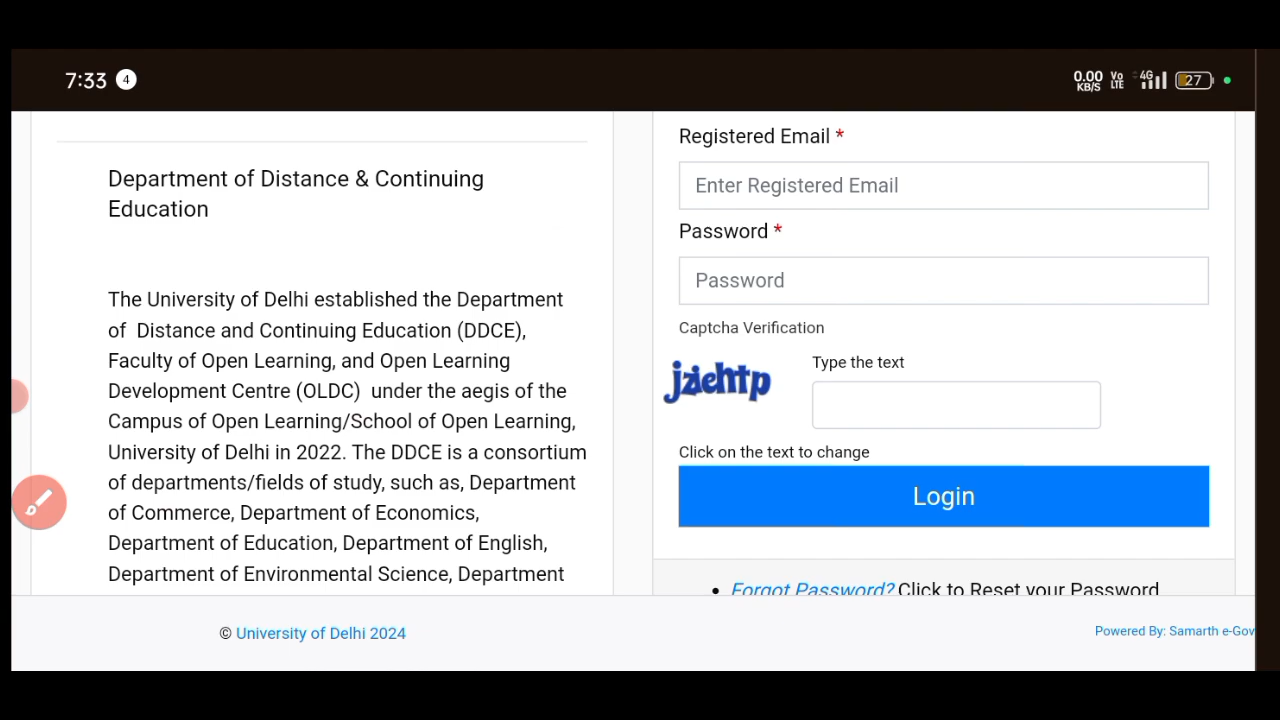 7:33 4
0.00 KB/S Vo LTE 4G 27
Department of Distance & Continuing
Education
The University of Delhi established the Department
of Distance and Continuing Education (DDCE),
Faculty of Open Learning, and Open Learning
Development Centre (OLDC) under the aegis of the
Campus of Open Learning/School of Open Learning,
University of Delhi in 2022. The DDCE is a consortium
of departments/fields of study, such as, Department
of Commerce, Department of Economics,
Department of Education, Department of English,
Department of Environmental Science, Department
Registered Email *
Enter Registered Email
Password *
Password
Captcha Verification
jziehtp
Type the text
Click on the text to change
Login
• Forgot Password? Click to Reset your Password
© University of Delhi 2024
Powered By: Samarth e-Gov